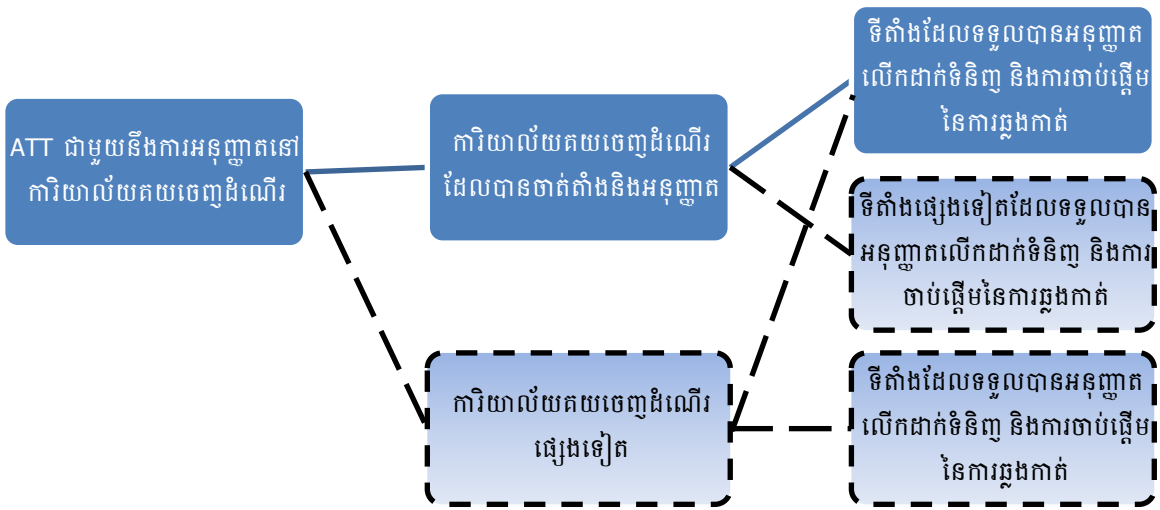 ATT ជាមួយនឹងការអនុញ្ញាតនៅ
ការិយាល័យគយចេញដំណើរ
ការិយាល័យគយចេញដំណើរ
ដែលបានចាត់តាំងនិងអនុញ្ញាត
ការិយាល័យគយចេញដំណើរ
ផ្សេងទៀត
ទីតាំងដែលទទួលបានអនុញ្ញាត
លើកដាក់ទំនិញ និងការចាប់ផ្តើម
នៃការឆ្លងកាត់
ទីតាំងផ្សេងទៀតដែលទទួលបាន
អនុញ្ញាតលើកដាក់ទំនិញ និងការ
ចាប់ផ្តើមនៃការឆ្លងកាត់
ទីតាំងដែលទទួលបានអនុញ្ញាត
លើកដាក់ទំនិញ និងការចាប់ផ្តើម
នៃការឆ្លងកាត់